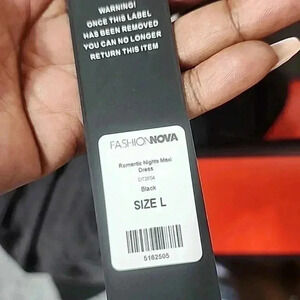 WARNING!
ONCE THIS LABEL
HAS BEEN REMOVED
YOU CAN NO LONGER
RETURN THIS ITEM
FASHIONNOVA
Romantic Nights Maxi
Dress
Black
SIZE L
5162505